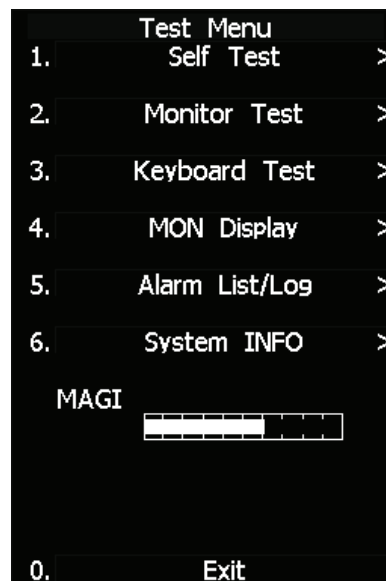 Test Menu
1. Self Test >
2. Monitor Test >
3. Keyboard Test >
4. MON Display >
5. Alarm List/Log >
6. System INFO >
MAGI
0. Exit